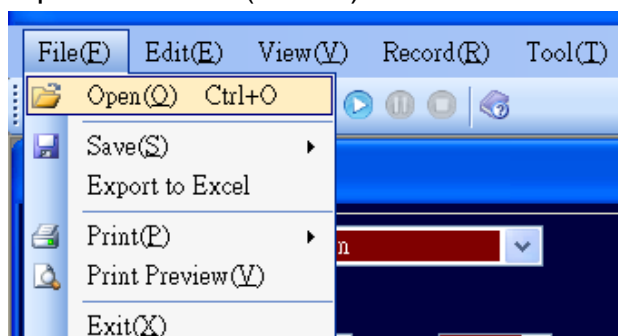 File(F) Edit(E) View(V) Record(R) Tool(T)
Open(O) Ctrl+O
Save(S)
Export to Excel
Print(P)
Print Preview(V)
Exit(X)